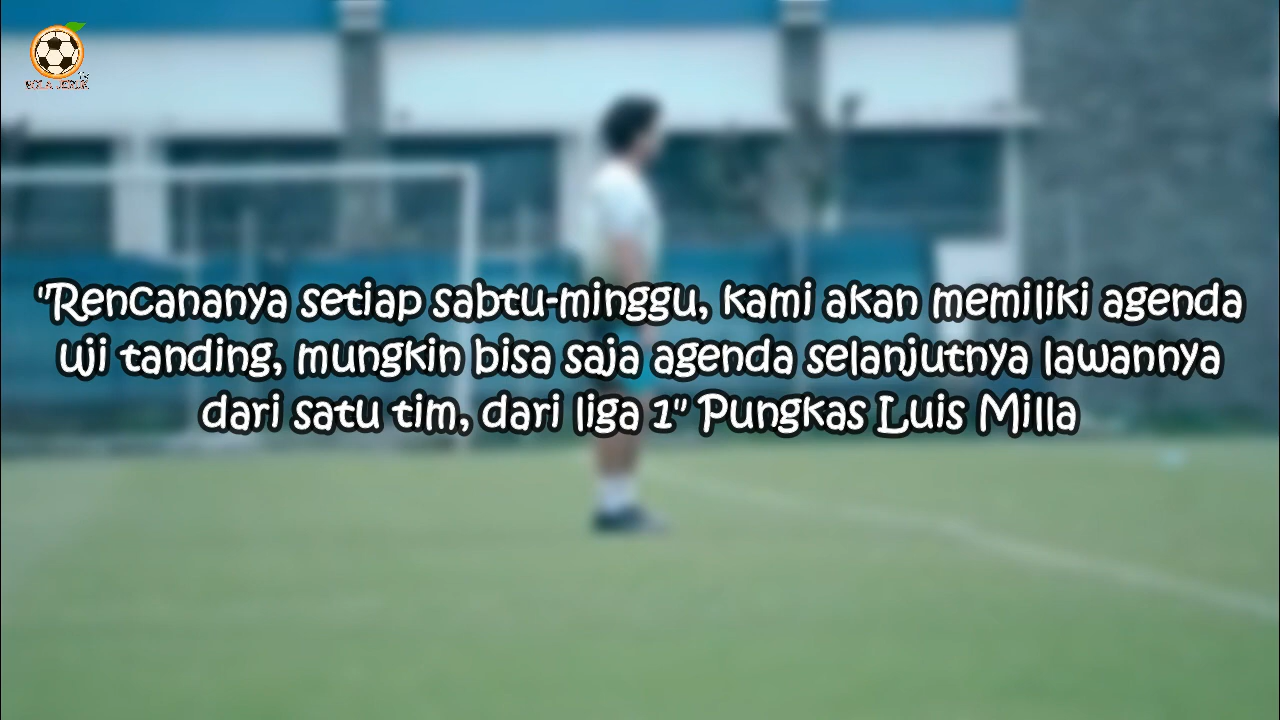 "Rencananya setiap sabtu-minggu, kami akan memiliki agenda
uji tanding, mungkin bisa saja agenda selanjutnya lawannya
dari satu tim, dari liga 1" Pungkas Luis Milla